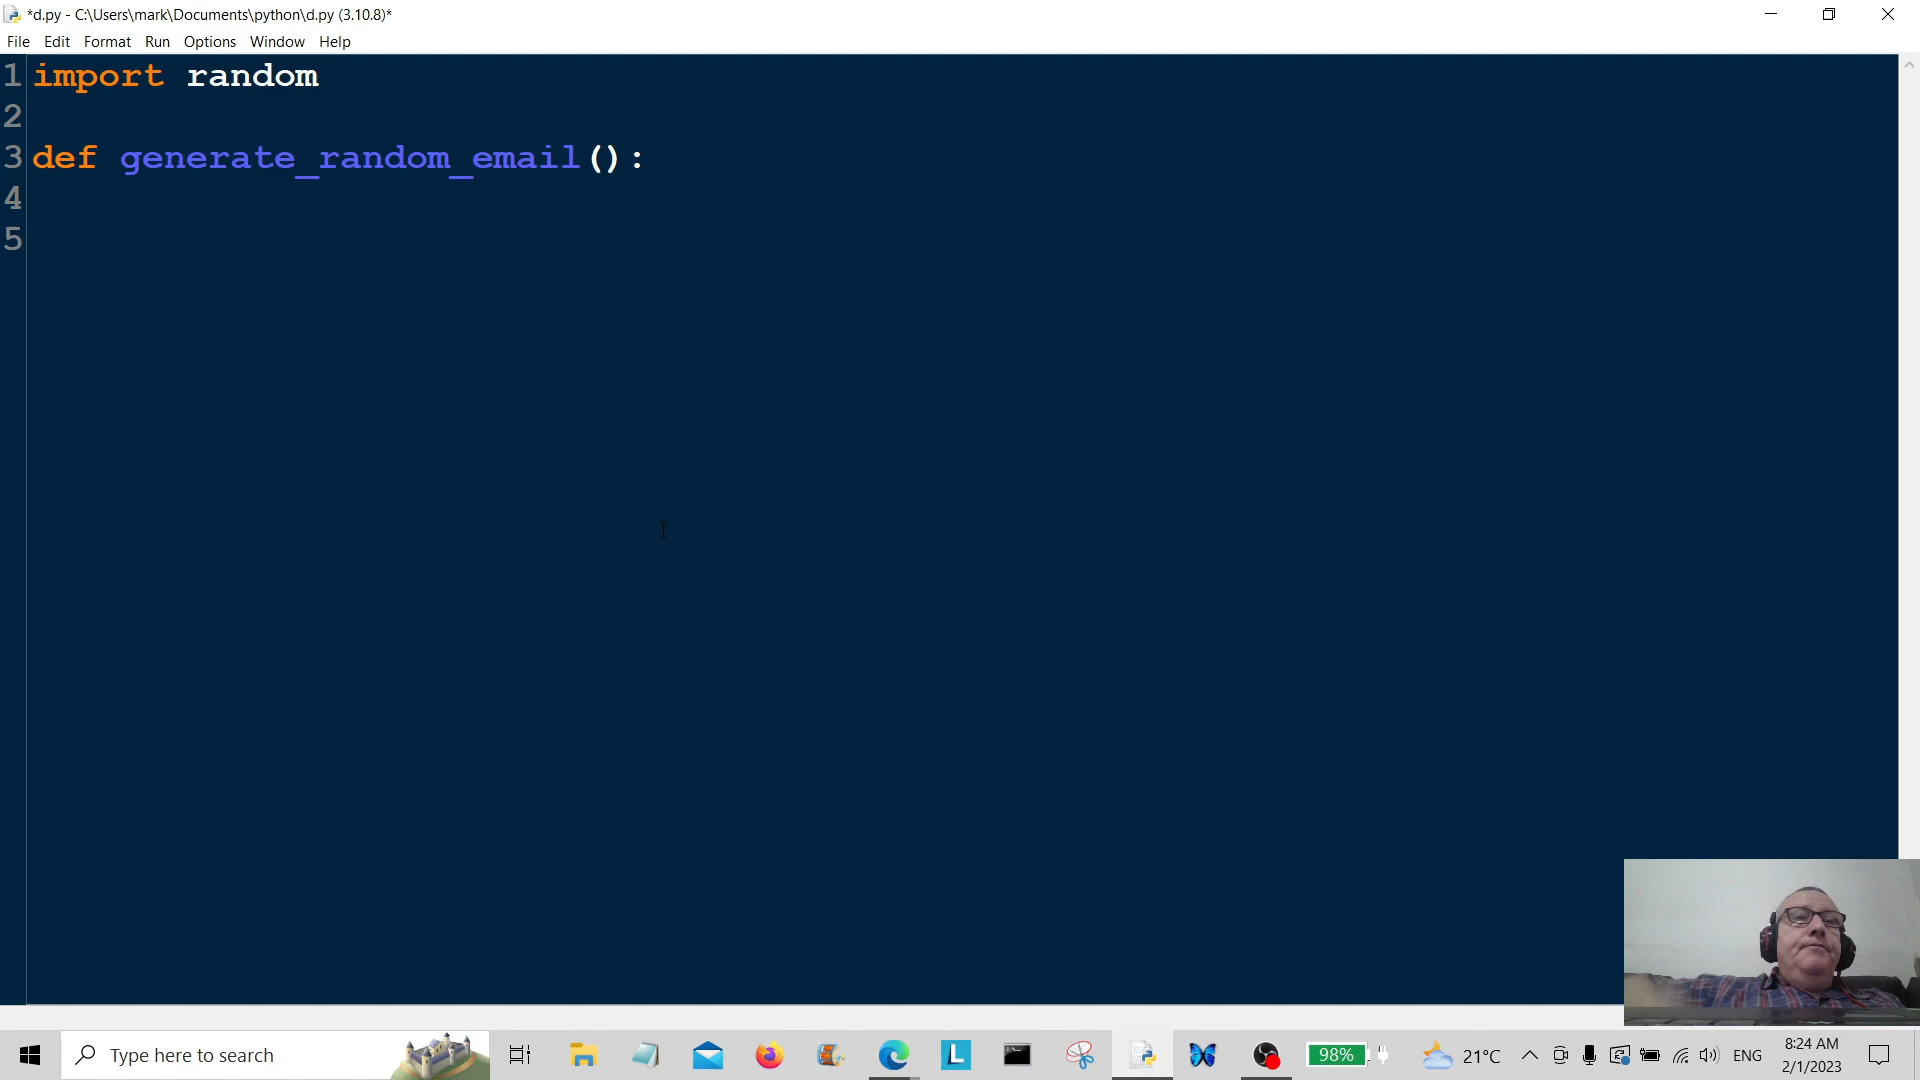 *d.py - C:\Users\mark\Documents\python\d.py (3.10.8)*
File Edit Format Run Options Window Help
1 import random
2
3 def generate_random_email():
4
5
Type here to search
L
98%
21°C
ENG
8:24 AM
2/1/2023